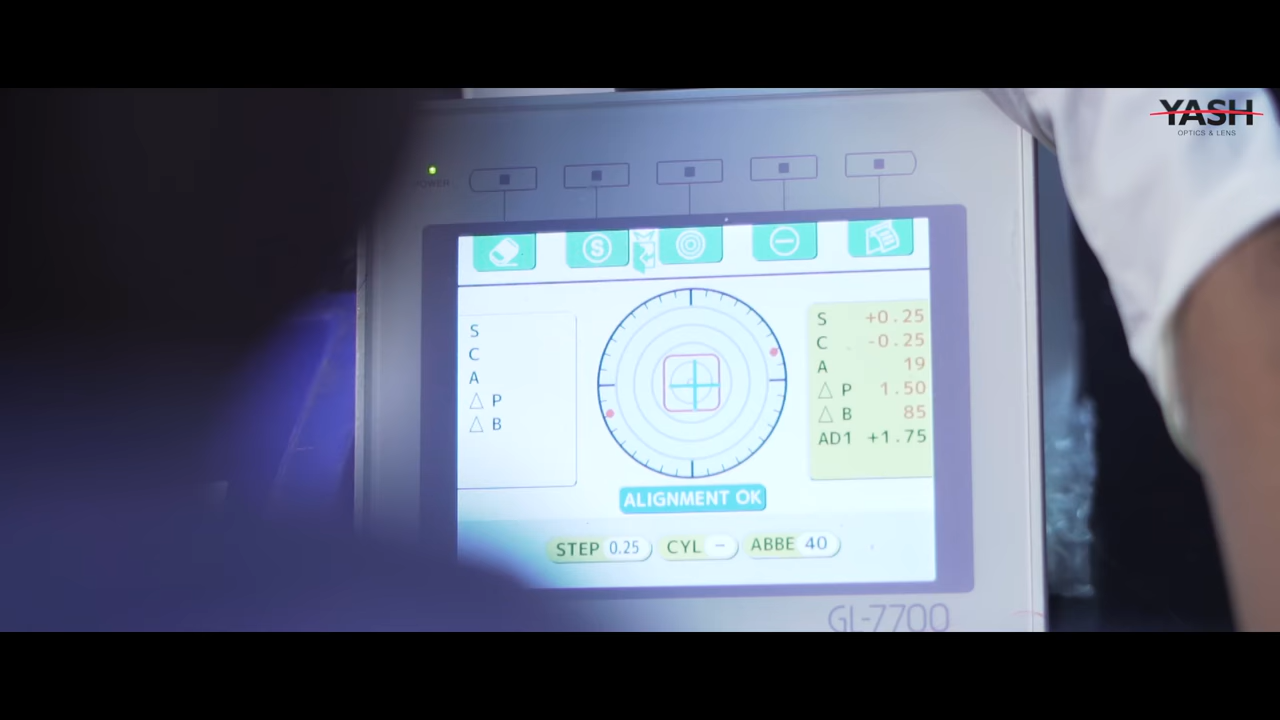 YASH
OPTICS & LENS
POWER
S
S
C
A
△ P
△ B
S +0.25
C -0.25
A 19
△ P 1.50
△ B 85
AD1 +1.75
ALIGNMENT OK
STEP 0.25 CYL - ABBE 40
GL-7700